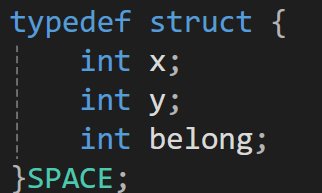 typedef struct {
    int x;
    int y;
    int belong;
}SPACE;